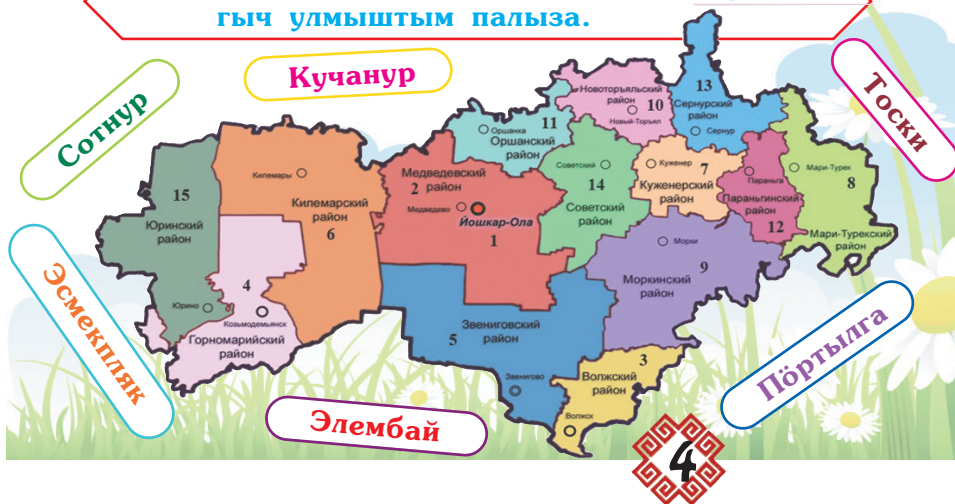 гыч улмыштым палыза.
Сотнур
Кучанур
Тоски
Эсмекпляк
Элембай
Пӧртылга
Новоторъяльский
район 10
Новый-Торъял
13
Сернурский
район
Сернур
11
Оршанка
Оршанский
район
Советский
14
Советский
район
Куженер 7
Куженерский
район
Параньга
Параньгинский
район
12
Мари-Турек
8
Мари-Турекский
район
Медведевский
2 район
Медведево
Йошкар-Ола
1
Килемары
Килемарский
район
6
15
Юринский
район
Юрино
4
Козьмодемьянск
Горномарийский
район
Морки
9
Моркинский
район
Звениговский
5 район
Звенигово
3
Волжский
район
Волжск
4